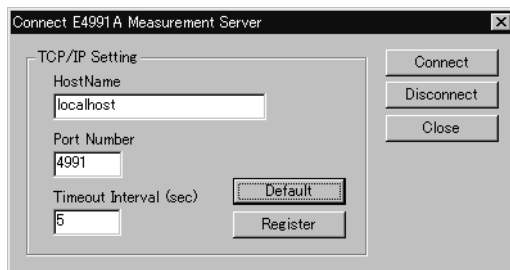 Connect E4991A Measurement Server
TCP/IP Setting
HostName
localhost
Port Number
4991
Timeout Interval (sec)
5
Default
Register
Connect
Disconnect
Close